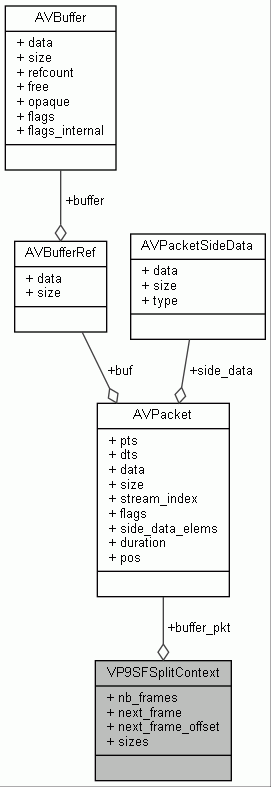 AVBuffer
+ data
+ size
+ refcount
+ free
+ opaque
+ flags
+ flags_internal
+buffer
AVBufferRef
+ data
+ size
AVPacketSideData
+ data
+ size
+ type
+buf
+side_data
AVPacket
+ pts
+ dts
+ data
+ size
+ stream_index
+ flags
+ side_data_elems
+ duration
+ pos
+buffer_pkt
VP9SFSplitContext
+ nb_frames
+ next_frame
+ next_frame_offset
+ sizes